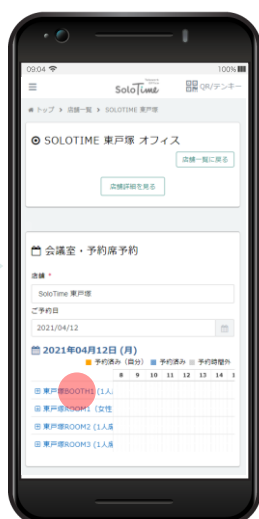 09:04 100%
SoloTime QR/テンキー
トップ > 店舗一覧 > SOLOTIME 東戸塚
SOLOTIME 東戸塚 オフィス
店舗一覧に戻る
店舗詳細を見る
会議室・予約席予約
店舗 *
SoloTime 東戸塚
ご予約日
2021/04/12
2021年04月12日 (月)
予約済み (自分) 予約済み 予約時間外
8 9 10 11 12 13 14 1
東戸塚BOOTH1 (1人用
東戸塚ROOM1 (女性
東戸塚ROOM2 (1人用
東戸塚ROOM3 (1人用